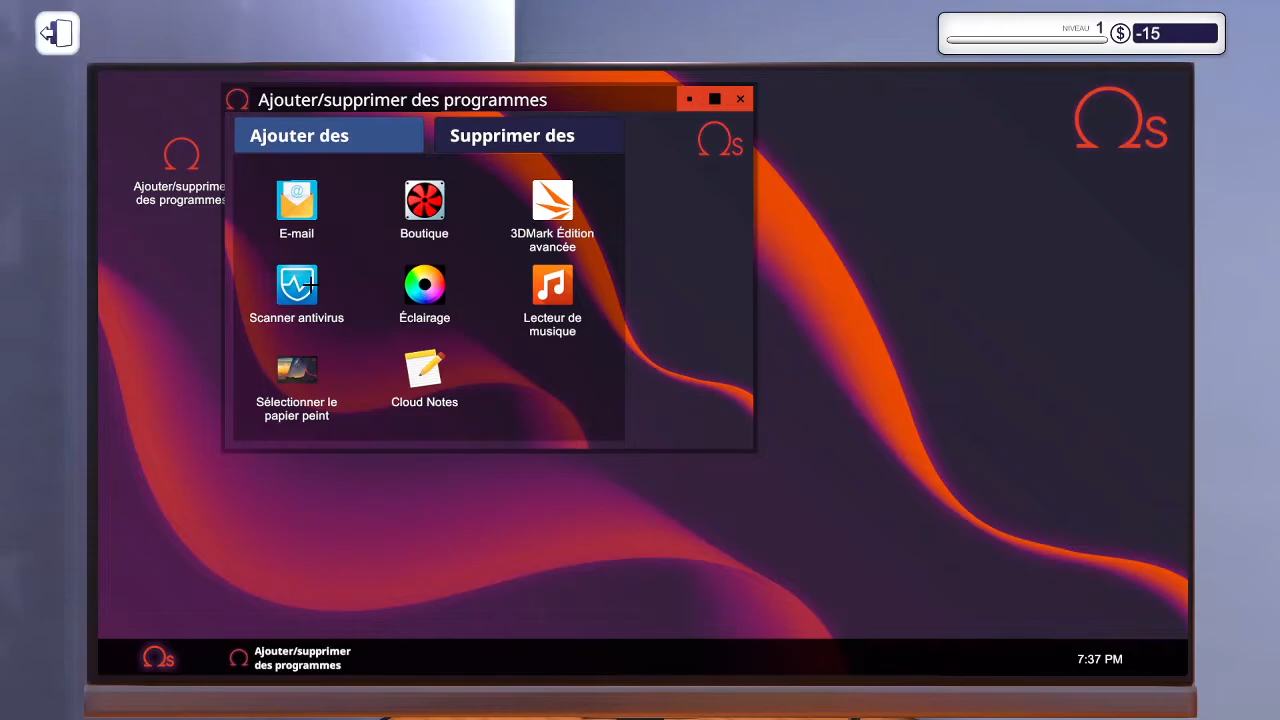 NIVEAU 1
-15
Ajouter/supprimer des programmes
Ajouter des
Supprimer des
Ajouter/supprime
des programmes
E-mail
Boutique
3DMark Édition
avancée
Scanner antivirus
Éclairage
Lecteur de
musique
Sélectionner le
papier peint
Cloud Notes
Ajouter/supprimer
des programmes
7:37 PM